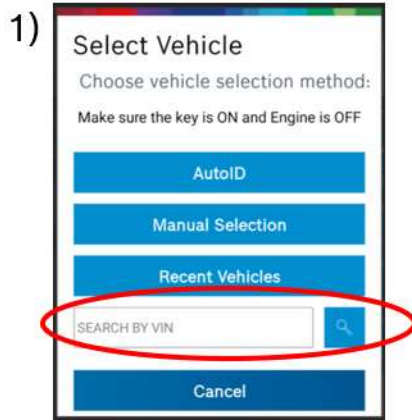 1)
Select Vehicle
Choose vehicle selection method:
Make sure the key is ON and Engine is OFF
AutoID
Manual Selection
Recent Vehicles
SEARCH BY VIN
Cancel